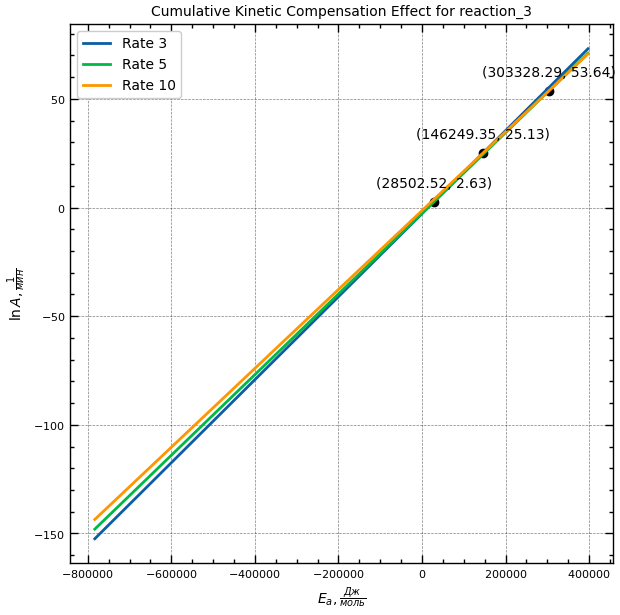 Cumulative Kinetic Compensation Effect for reaction_3
Rate 3
Rate 5
Rate 10
(303328.29, 53.64)
(146249.35, 25.13)
(28502.52, 2.63)
50
0
−50
−100
−150
ln A, 1/мин
−800000 −600000 −400000 −200000 0 200000 400000
E_a, Дж/моль